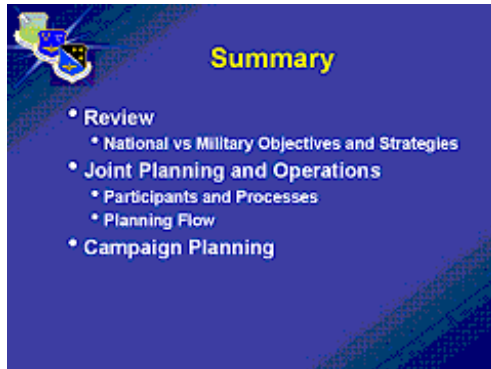 Summary
• Review
• National vs Military Objectives and Strategies
• Joint Planning and Operations
• Participants and Processes
• Planning Flow
• Campaign Planning